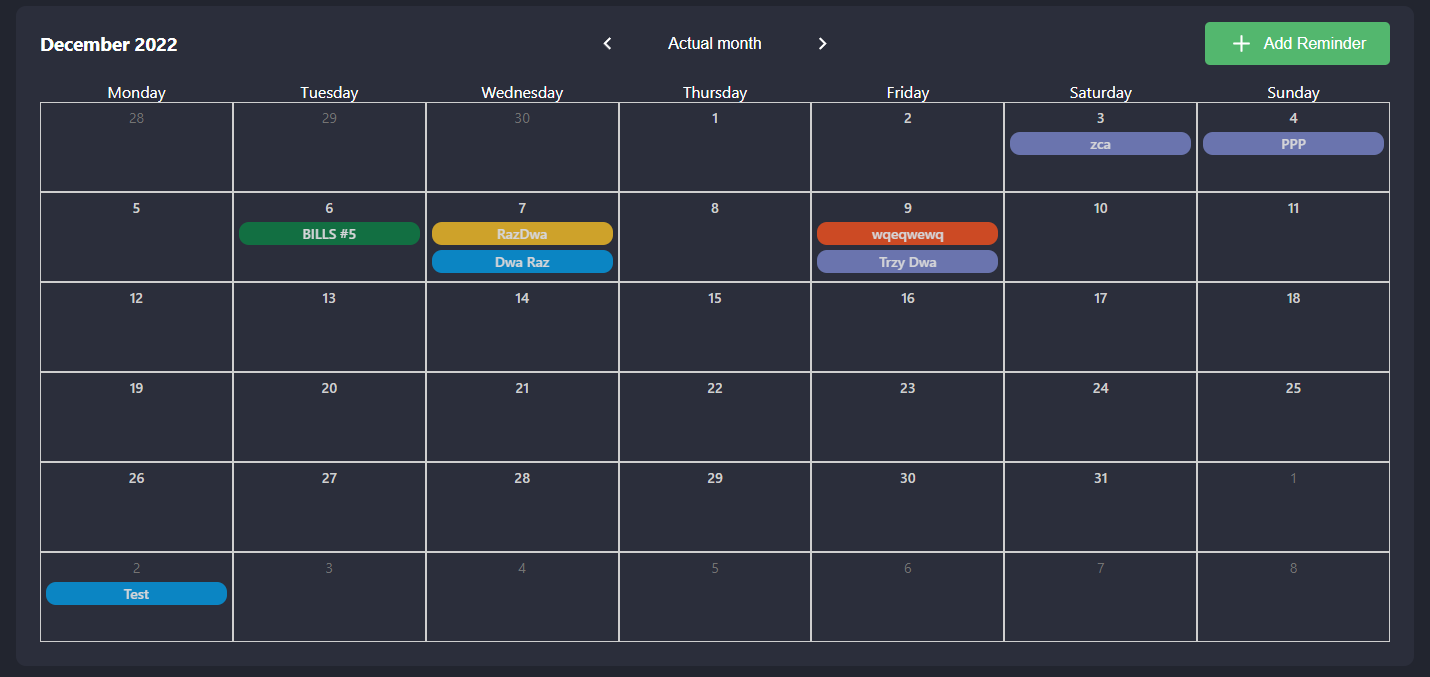 December 2022
Actual month
Add Reminder
Monday Tuesday Wednesday Thursday Friday Saturday Sunday
28 29 30 1 2 3 4
zca PPP
5 6 7 8 9 10 11
BILLS #5 RazDwa wqeqwewq
Dwa Raz Trzy Dwa
12 13 14 15 16 17 18
19 20 21 22 23 24 25
26 27 28 29 30 31 1
2 3 4 5 6 7 8
Test